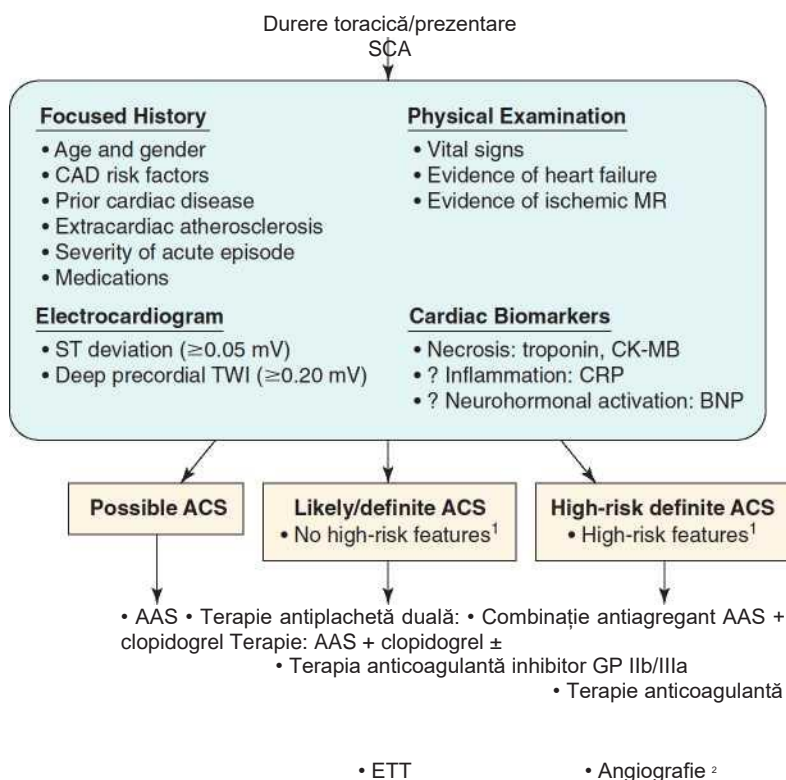 Durere toracică/prezentare
SCA
Focused History
• Age and gender
• CAD risk factors
• Prior cardiac disease
• Extracardiac atherosclerosis
• Severity of acute episode
• Medications
Physical Examination
• Vital signs
• Evidence of heart failure
• Evidence of ischemic MR
Electrocardiogram
• ST deviation (≥0.05 mV)
• Deep precordial TWI (≥0.20 mV)
Cardiac Biomarkers
• Necrosis: troponin, CK-MB
• ? Inflammation: CRP
• ? Neurohormonal activation: BNP
Possible ACS
Likely/definite ACS
• No high-risk features¹
High-risk definite ACS
• High-risk features¹
• AAS • Terapie antiplachetă duală: • Combinație antiagregant AAS +
clopidogrel Terapie: AAS + clopidogrel ±
• Terapia anticoagulantă inhibitor GP IIb/IIIa
• Terapie anticoagulantă
• ETT • Angiografie ²